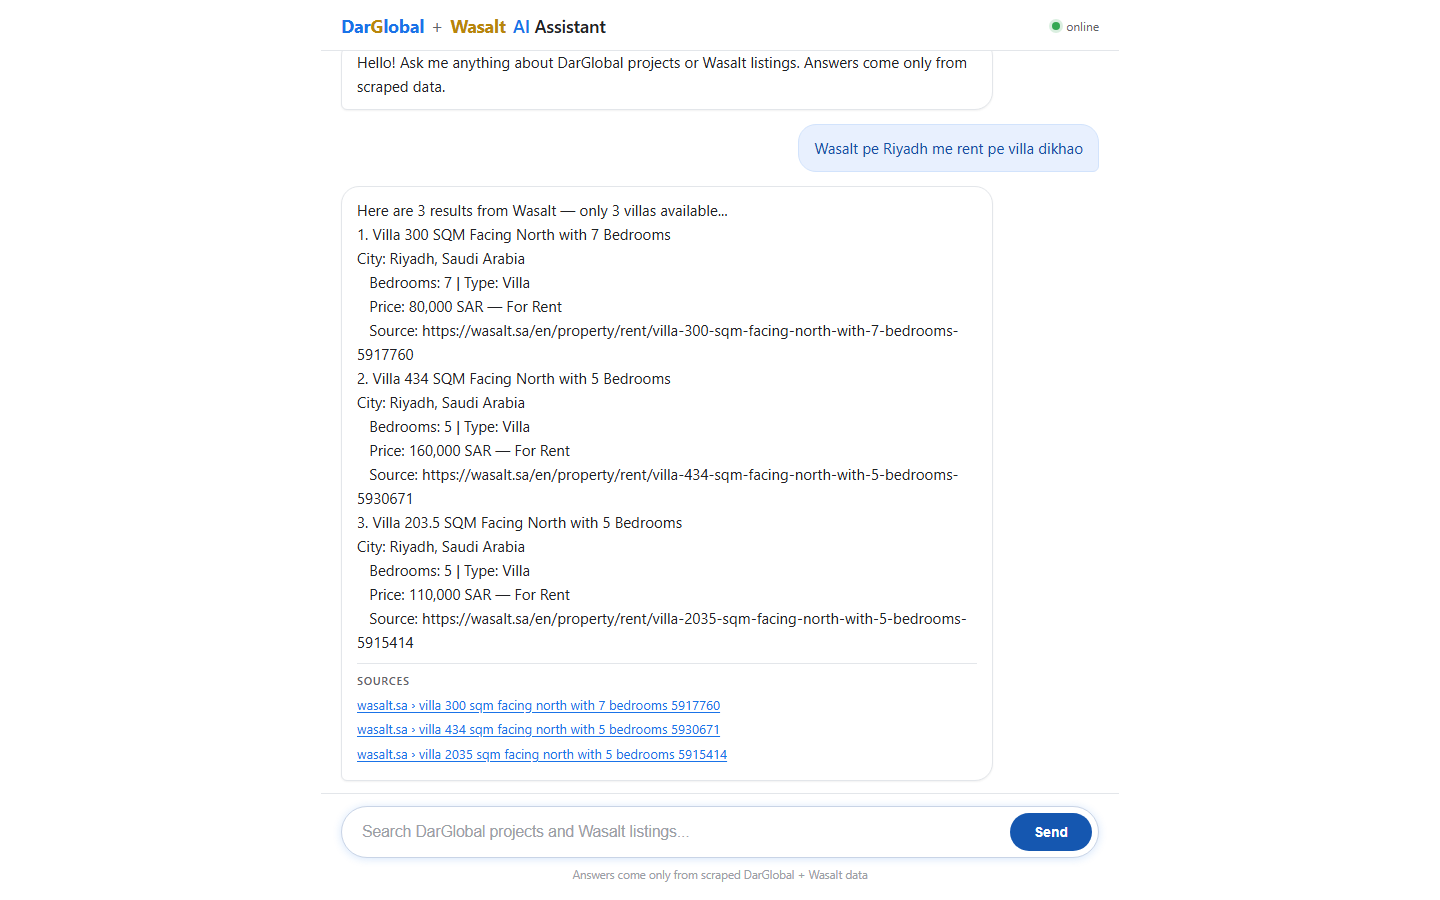 DarGlobal + Wasalt AI Assistant
online
Hello! Ask me anything about DarGlobal projects or Wasalt listings. Answers come only from
scraped data.
Wasalt pe Riyadh me rent pe villa dikhao
Here are 3 results from Wasalt — only 3 villas available...
1. Villa 300 SQM Facing North with 7 Bedrooms
City: Riyadh, Saudi Arabia
Bedrooms: 7 | Type: Villa
Price: 80,000 SAR — For Rent
Source: https://wasalt.sa/en/property/rent/villa-300-sqm-facing-north-with-7-bedrooms-
5917760
2. Villa 434 SQM Facing North with 5 Bedrooms
City: Riyadh, Saudi Arabia
Bedrooms: 5 | Type: Villa
Price: 160,000 SAR — For Rent
Source: https://wasalt.sa/en/property/rent/villa-434-sqm-facing-north-with-5-bedrooms-
5930671
3. Villa 203.5 SQM Facing North with 5 Bedrooms
City: Riyadh, Saudi Arabia
Bedrooms: 5 | Type: Villa
Price: 110,000 SAR — For Rent
Source: https://wasalt.sa/en/property/rent/villa-2035-sqm-facing-north-with-5-bedrooms-
5915414
SOURCES
wasalt.sa › villa 300 sqm facing north with 7 bedrooms 5917760
wasalt.sa › villa 434 sqm facing north with 5 bedrooms 5930671
wasalt.sa › villa 2035 sqm facing north with 5 bedrooms 5915414
Search DarGlobal projects and Wasalt listings...
Send
Answers come only from scraped DarGlobal + Wasalt data